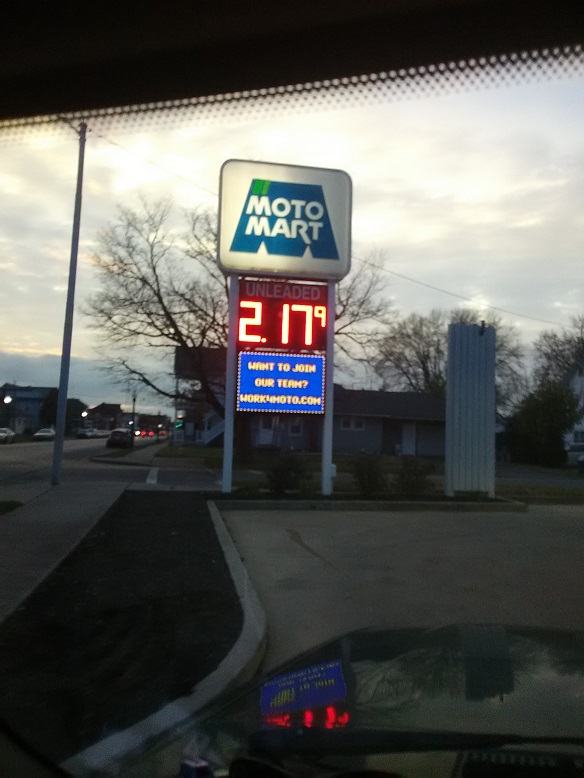 MOTO
MART
UNLEADED
2.17⁹
WANT TO JOIN
OUR TEAM?
WORK4MOTO.COM